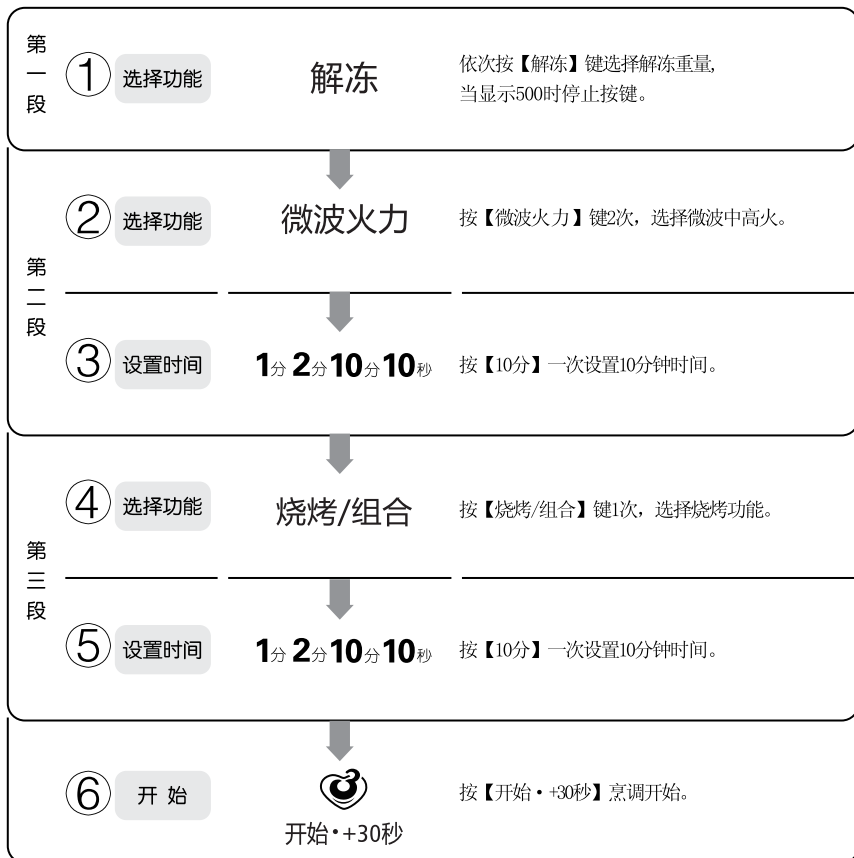 第一段
① 选择功能
解冻
依次按【解冻】键选择解冻重量,
当显示500时停止按键。
第二段
② 选择功能
微波火力
按【微波火力】键2次，选择微波中高火。
③ 设置时间
1分 2分 10分 10秒
按【10分】一次设置10分钟时间。
第三段
④ 选择功能
烧烤/组合
按【烧烤/组合】键1次，选择烧烤功能。
⑤ 设置时间
1分 2分 10分 10秒
按【10分】一次设置10分钟时间。
⑥ 开 始
开始·+30秒
按【开始·+30秒】烹调开始。